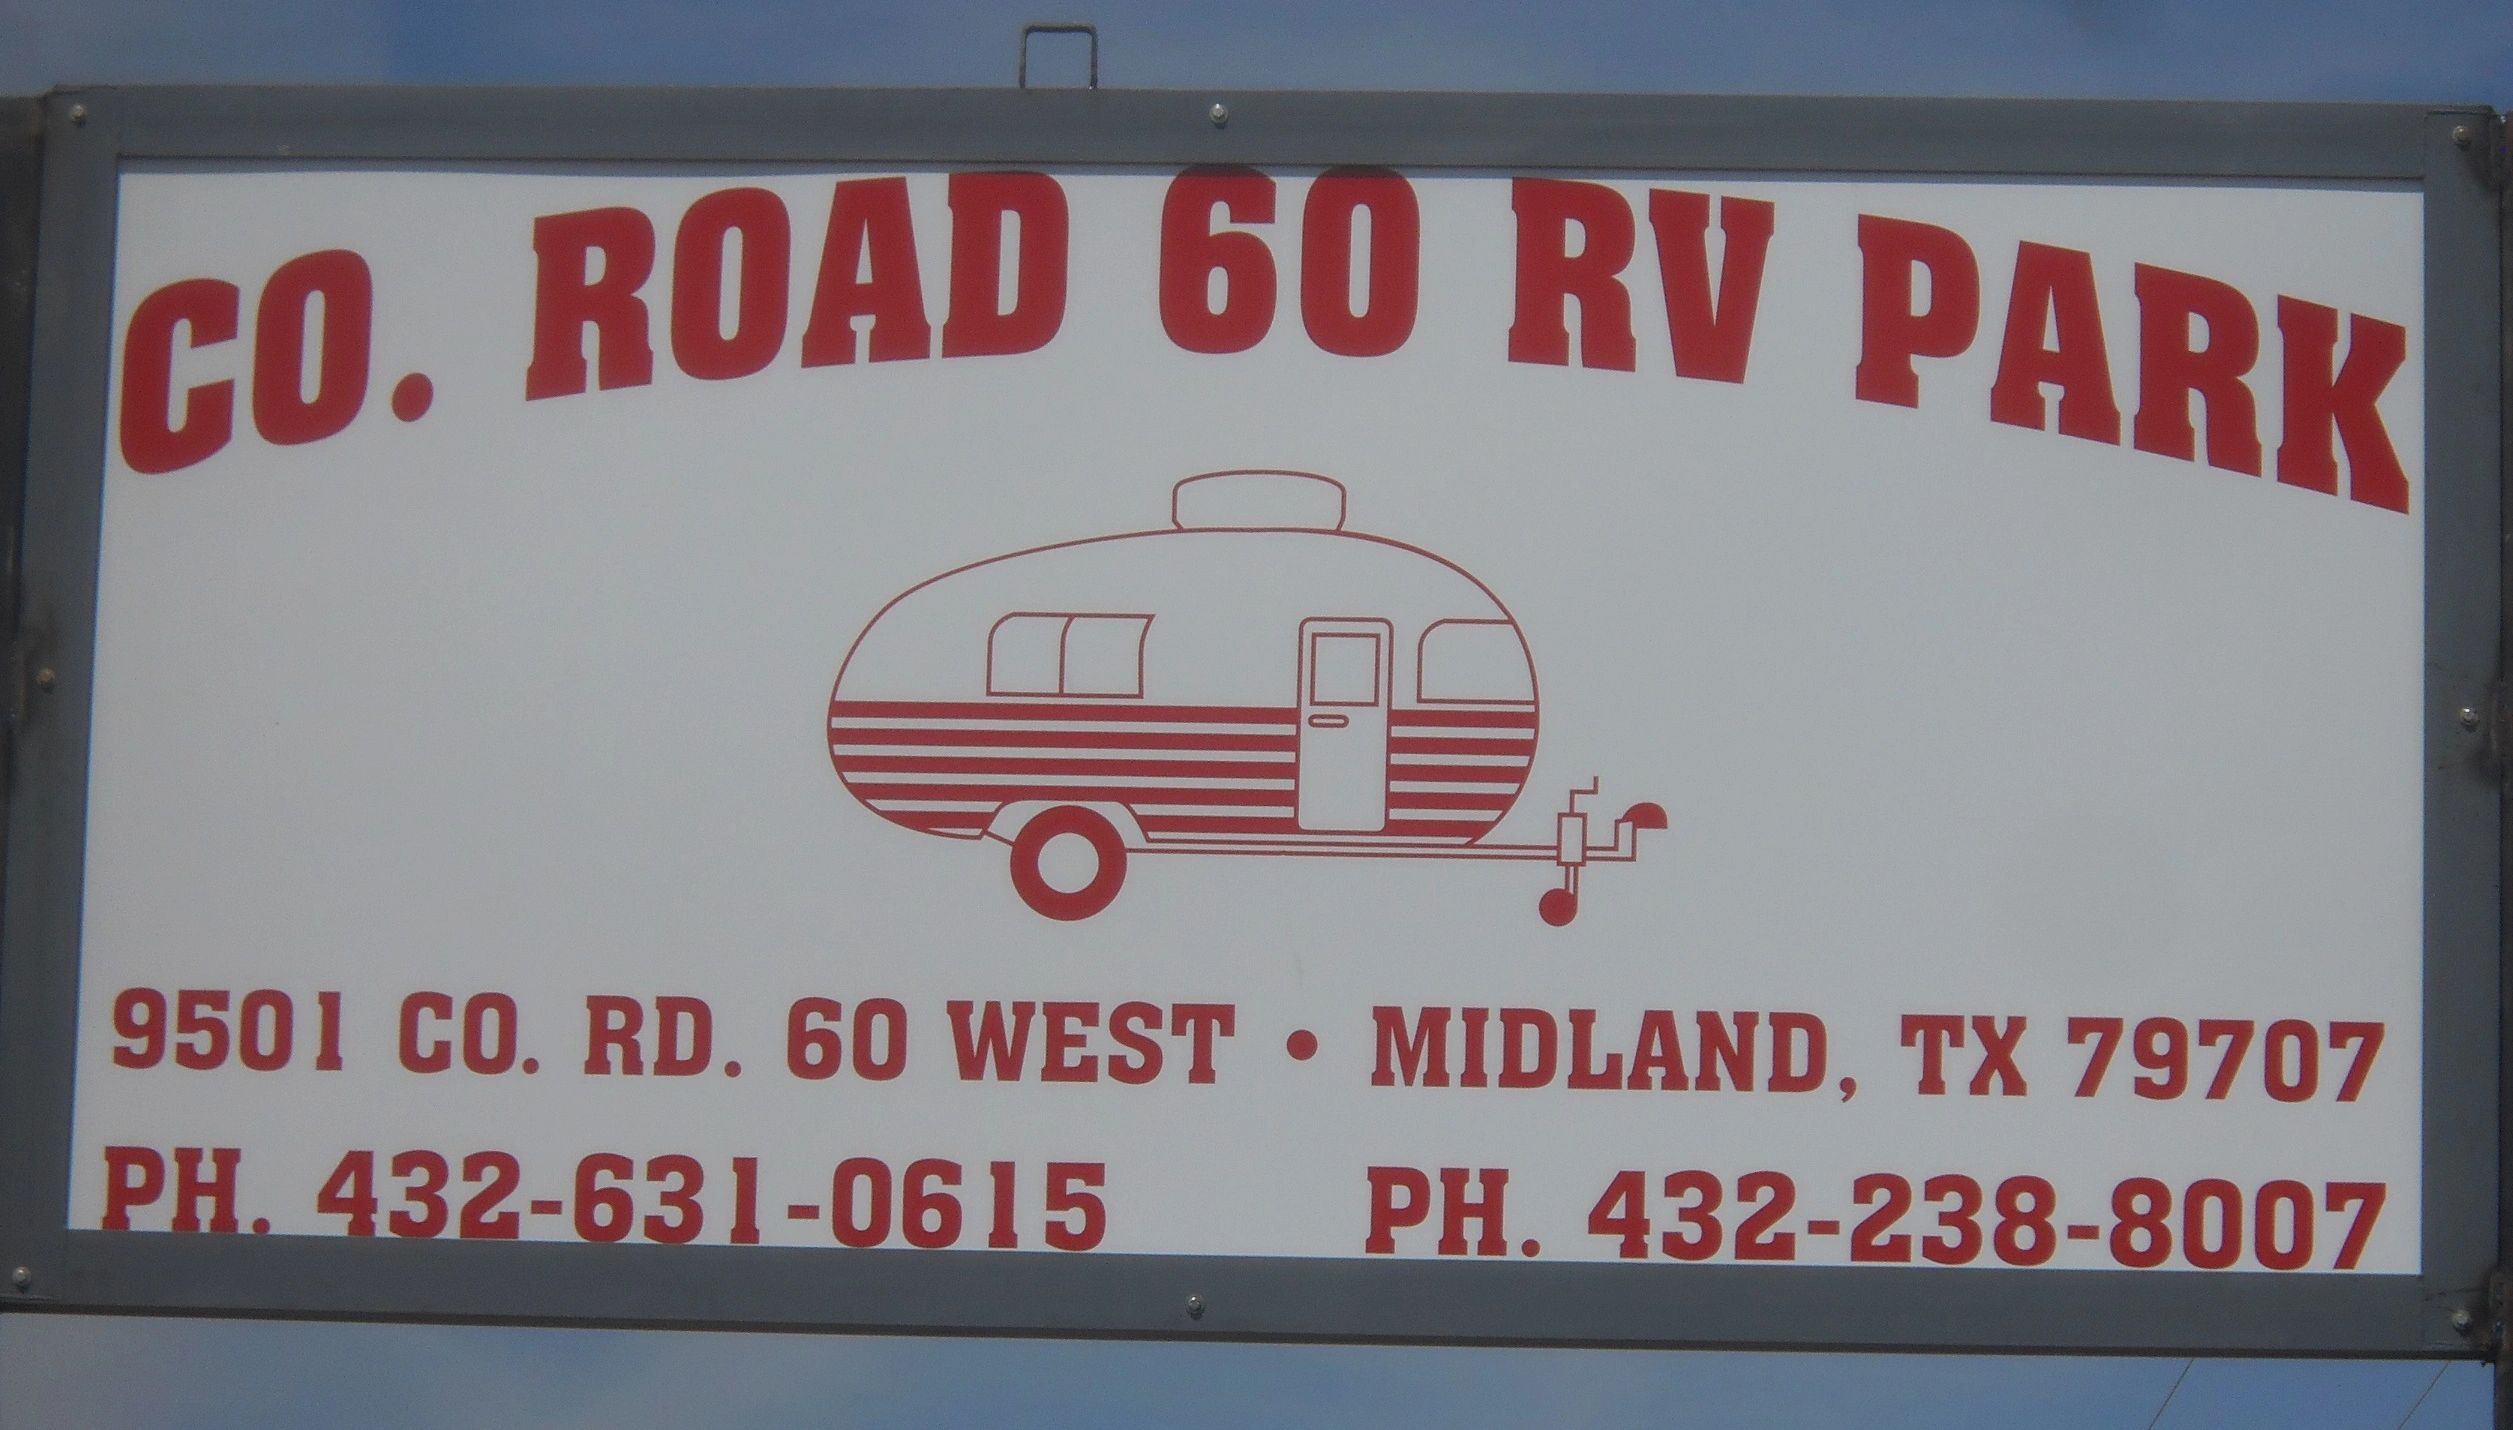 CO. ROAD 60 RV PARK
9501 CO. RD. 60 WEST • MIDLAND, TX 79707
PH. 432-631-0615 PH. 432-238-8007